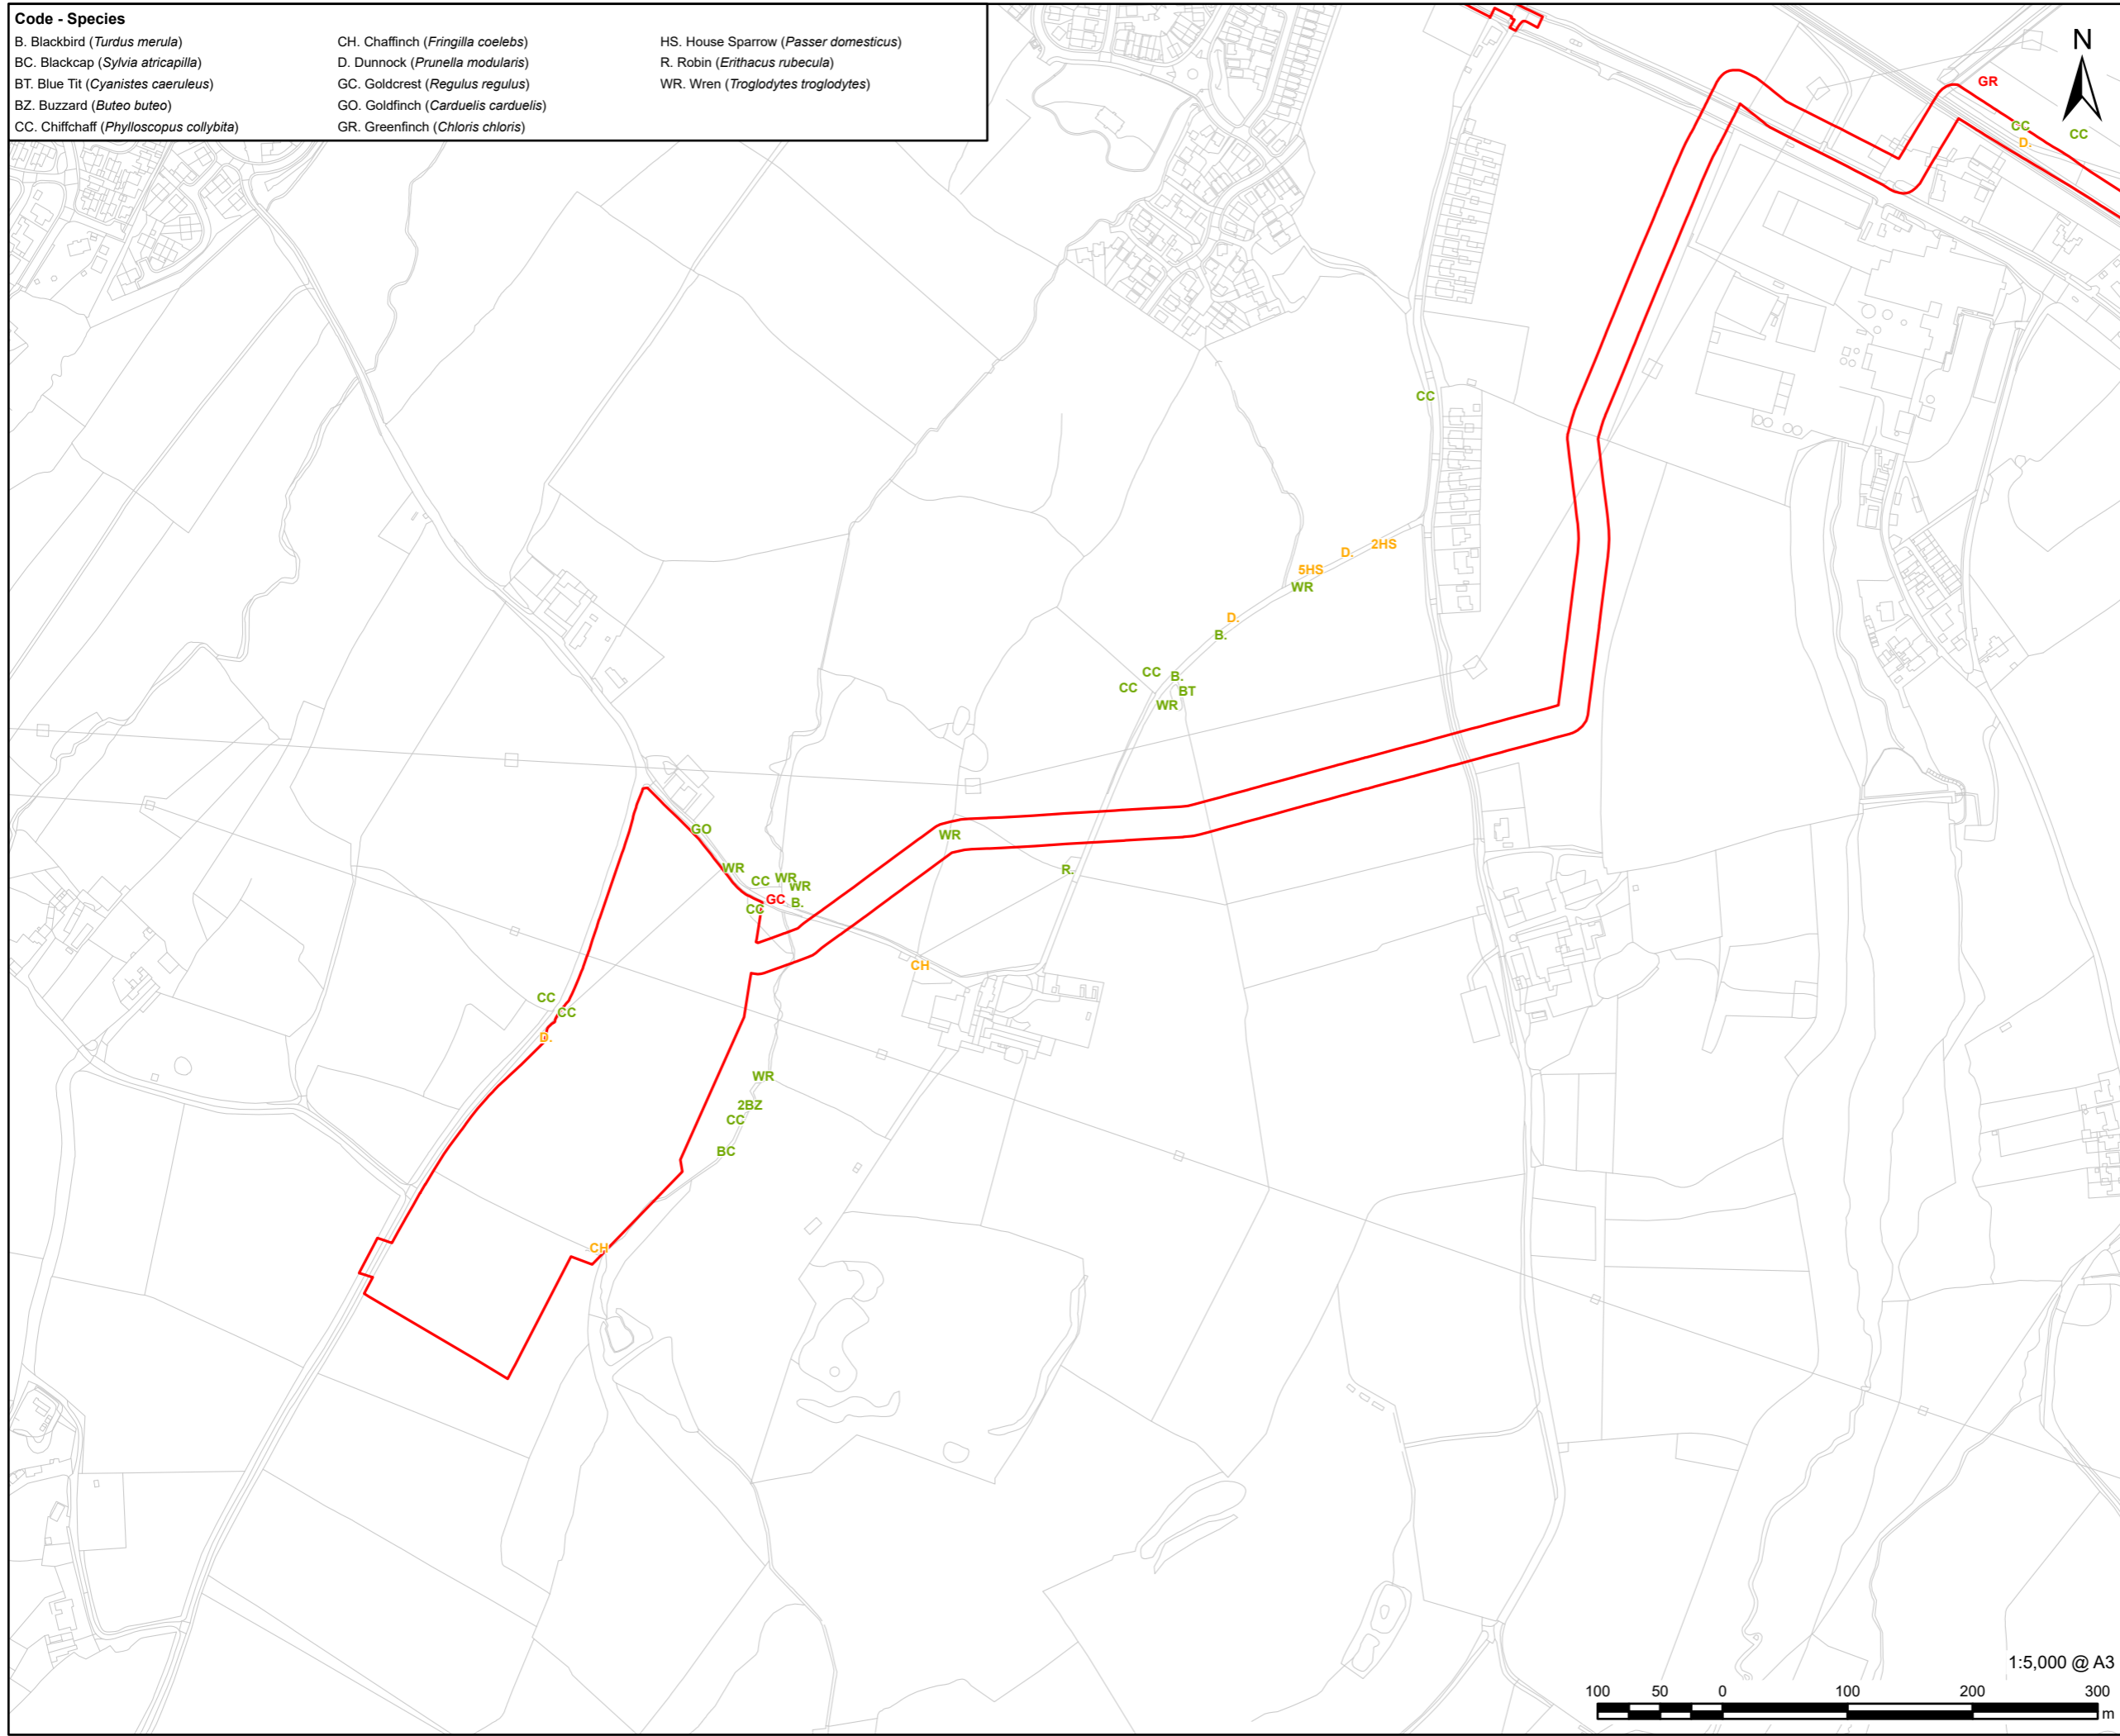 Code - Species
B. Blackbird (Turdus merula)
BC. Blackcap (Sylvia atricapilla)
BT. Blue Tit (Cyanistes caeruleus)
BZ. Buzzard (Buteo buteo)
CC. Chiffchaff (Phylloscopus collybita)
CH. Chaffinch (Fringilla coelebs)
D. Dunnock (Prunella modularis)
GC. Goldcrest (Regulus regulus)
GO. Goldfinch (Carduelis carduelis)
GR. Greenfinch (Chloris chloris)
HS. House Sparrow (Passer domesticus)
R. Robin (Erithacus rubecula)
WR. Wren (Troglodytes troglodytes)
N
GR
CC
CC
D.
CC
2HS
D.
5HS
WR
D.
B.
CC
B.
CC
BT
WR
GO
WR
R.
WR
CC
WR
WR
GC
B.
CC
CH
CC
CC
D.
WR
2BZ
CC
BC
CH
1:5,000 @ A3
100 50 0 100 200 300
m